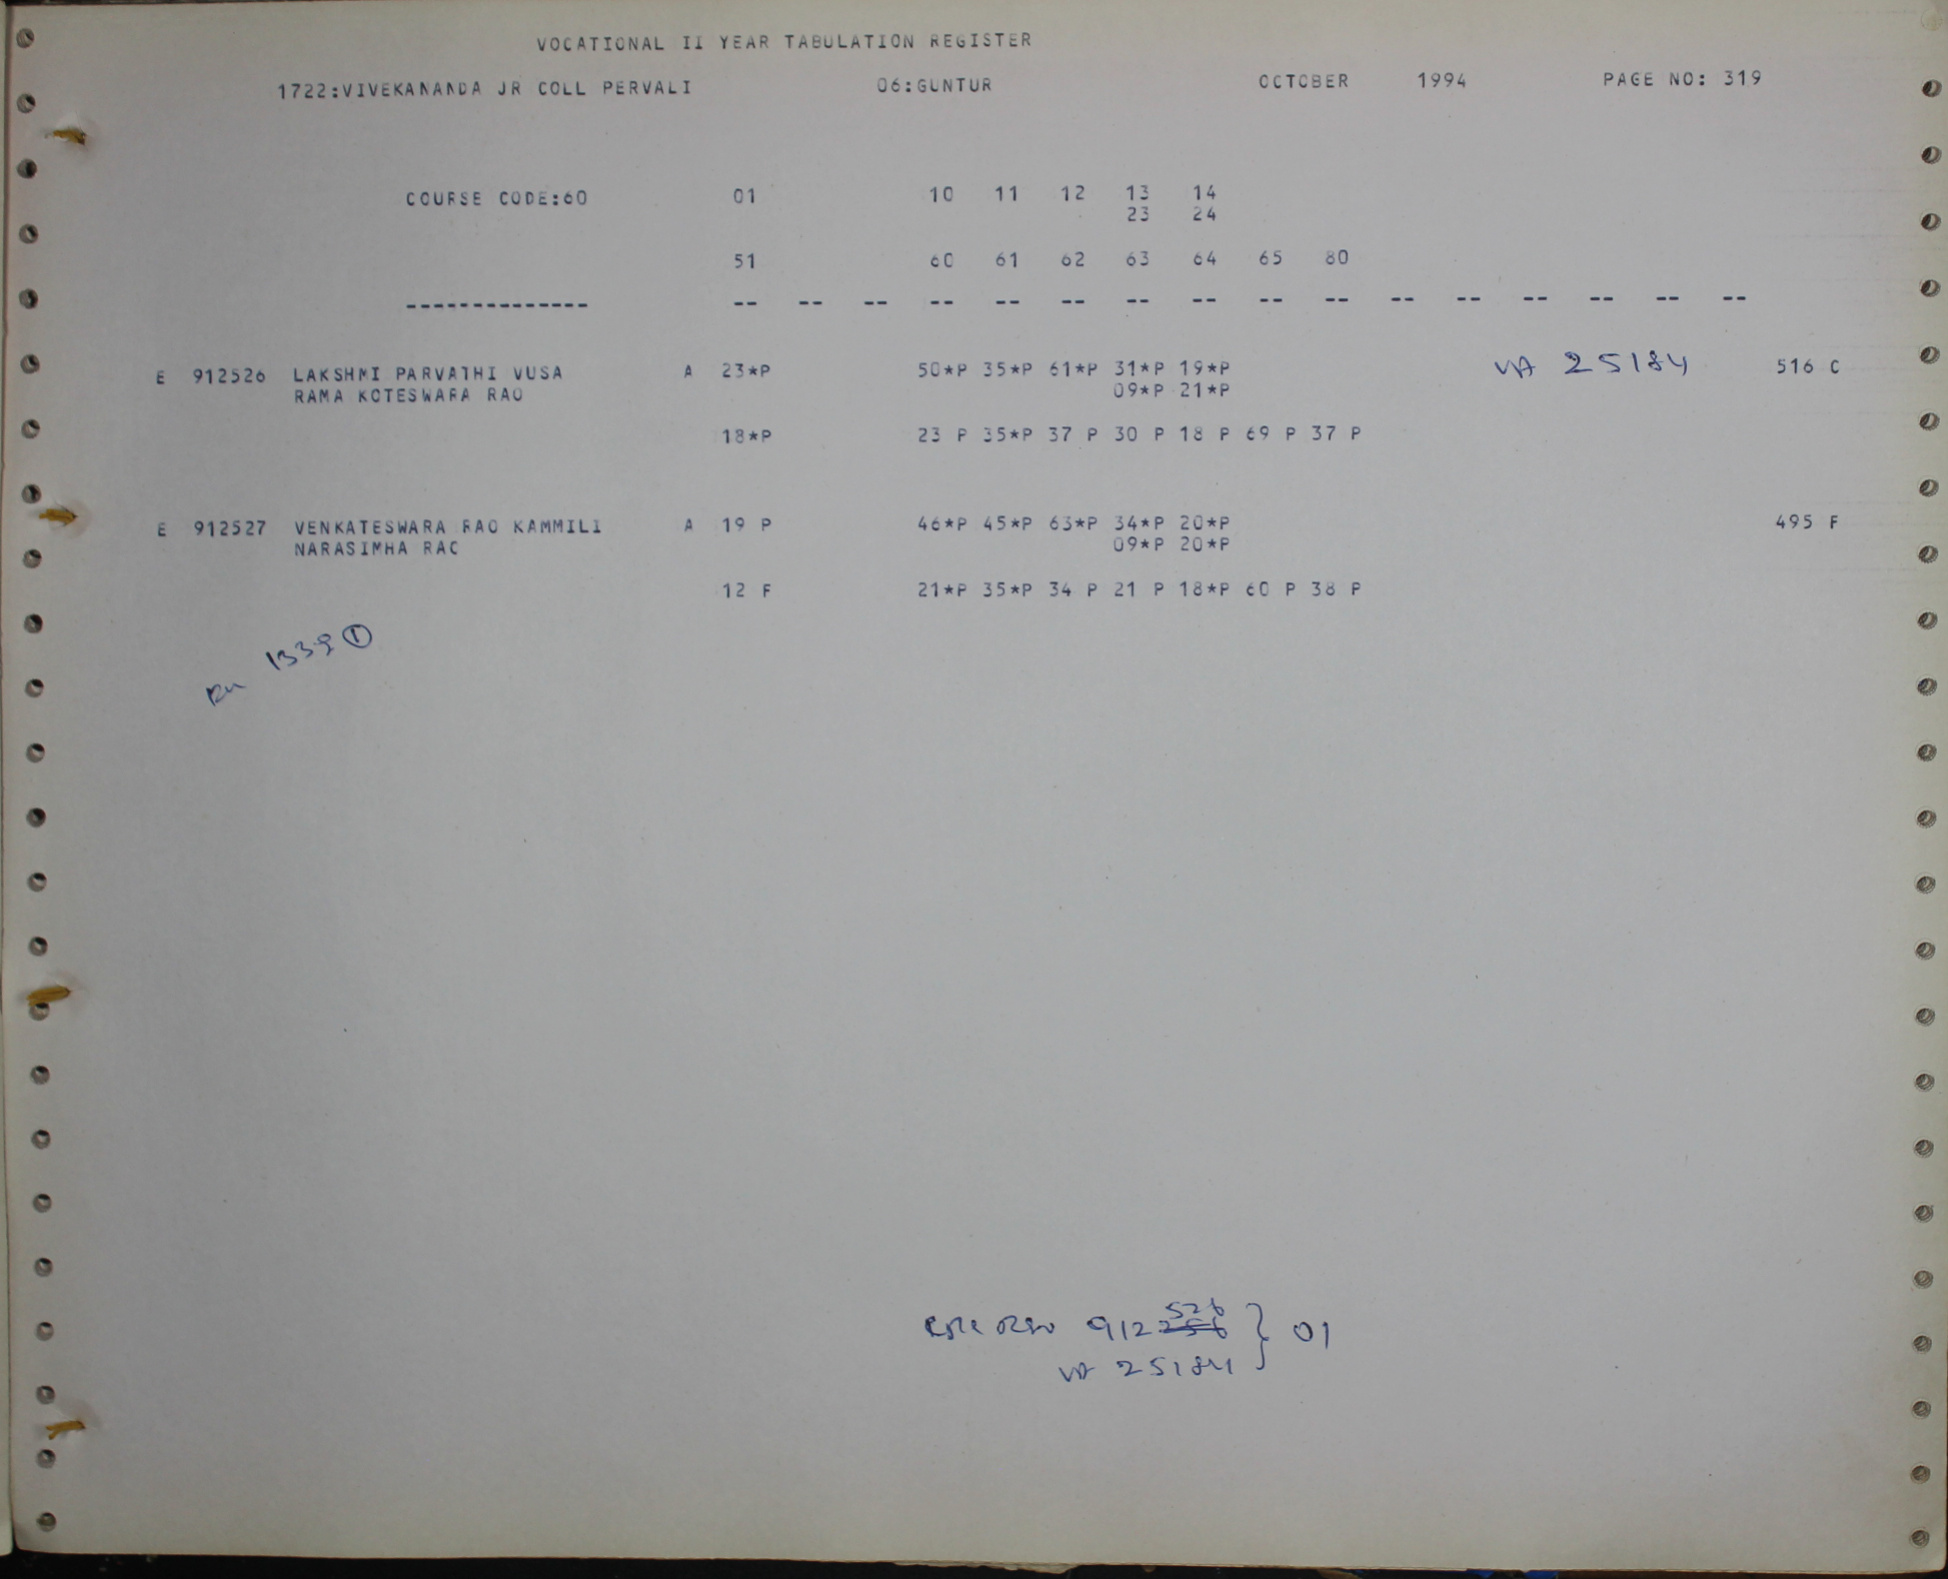 VOCATIONAL II YEAR TABULATION REGISTER
1722:VIVEKANANDA JR COLL PERVALI 06:GUNTUR OCTOBER 1994 PAGE NO: 319
COURSE CODE:60 01 10 11 12 13 14
23 24
51 60 61 62 63 64 65 80
-------------- -- -- -- -- -- -- -- -- -- -- -- -- -- -- -- --
E 912526 LAKSHMI PARVATHI VUSA A 23*P 50*P 35*P 61*P 31*P 19*P VA 25184 516 C
RAMA KOTESWARA RAO 09*P 21*P
18*P 23 P 35*P 37 P 30 P 18 P 69 P 37 P
E 912527 VENKATESWARA RAO KAMMILI A 19 P 46*P 45*P 63*P 34*P 20*P 495 F
NARASIMHA RAO 09*P 20*P
12 F 21*P 35*P 34 P 21 P 18*P 60 P 38 P
1339 ①
526
912256 } 01
VA 25184